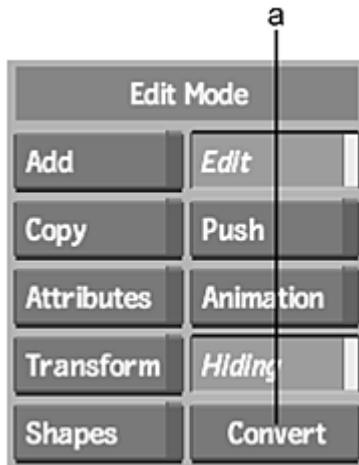 a
Edit Mode
Add Edit
Copy Push
Attributes Animation
Transform Hiding
Shapes Convert